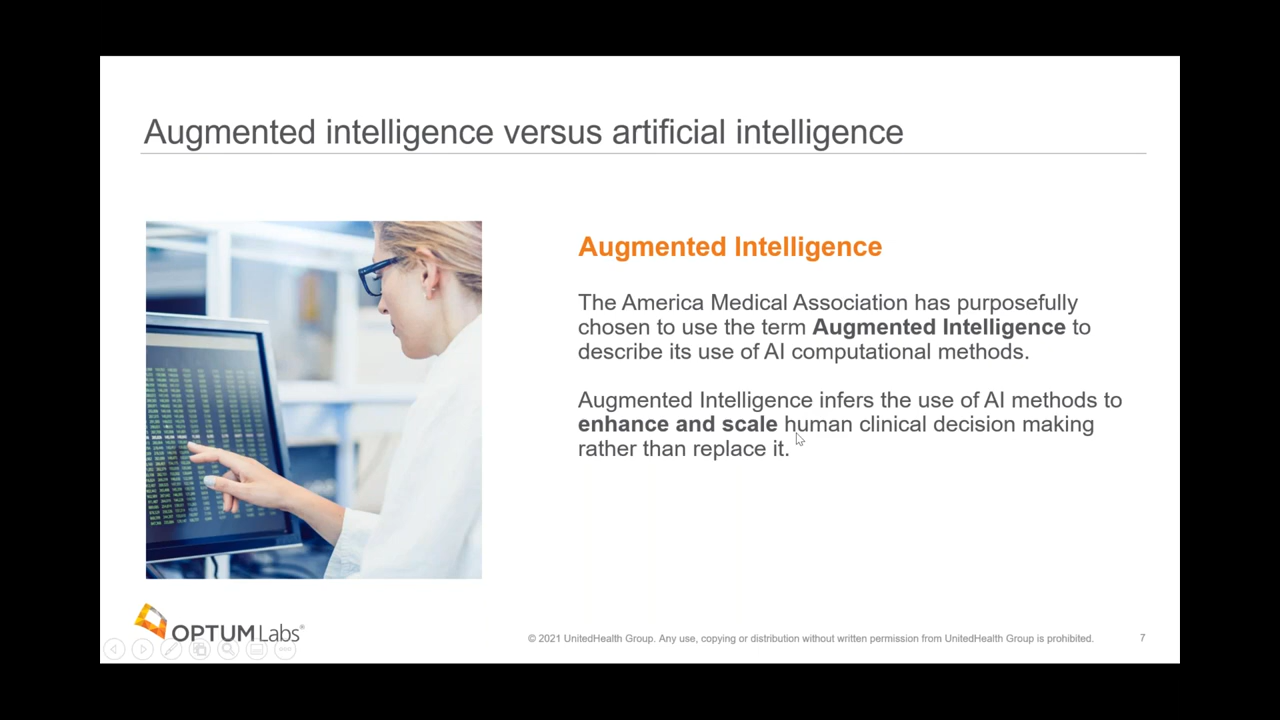 Augmented intelligence versus artificial intelligence
Augmented Intelligence
The America Medical Association has purposefully
chosen to use the term Augmented Intelligence to
describe its use of AI computational methods.
Augmented Intelligence infers the use of AI methods to
enhance and scale human clinical decision making
rather than replace it.
OPTUM Labs®
© 2021 UnitedHealth Group. Any use, copying or distribution without written permission from UnitedHealth Group is prohibited.
7